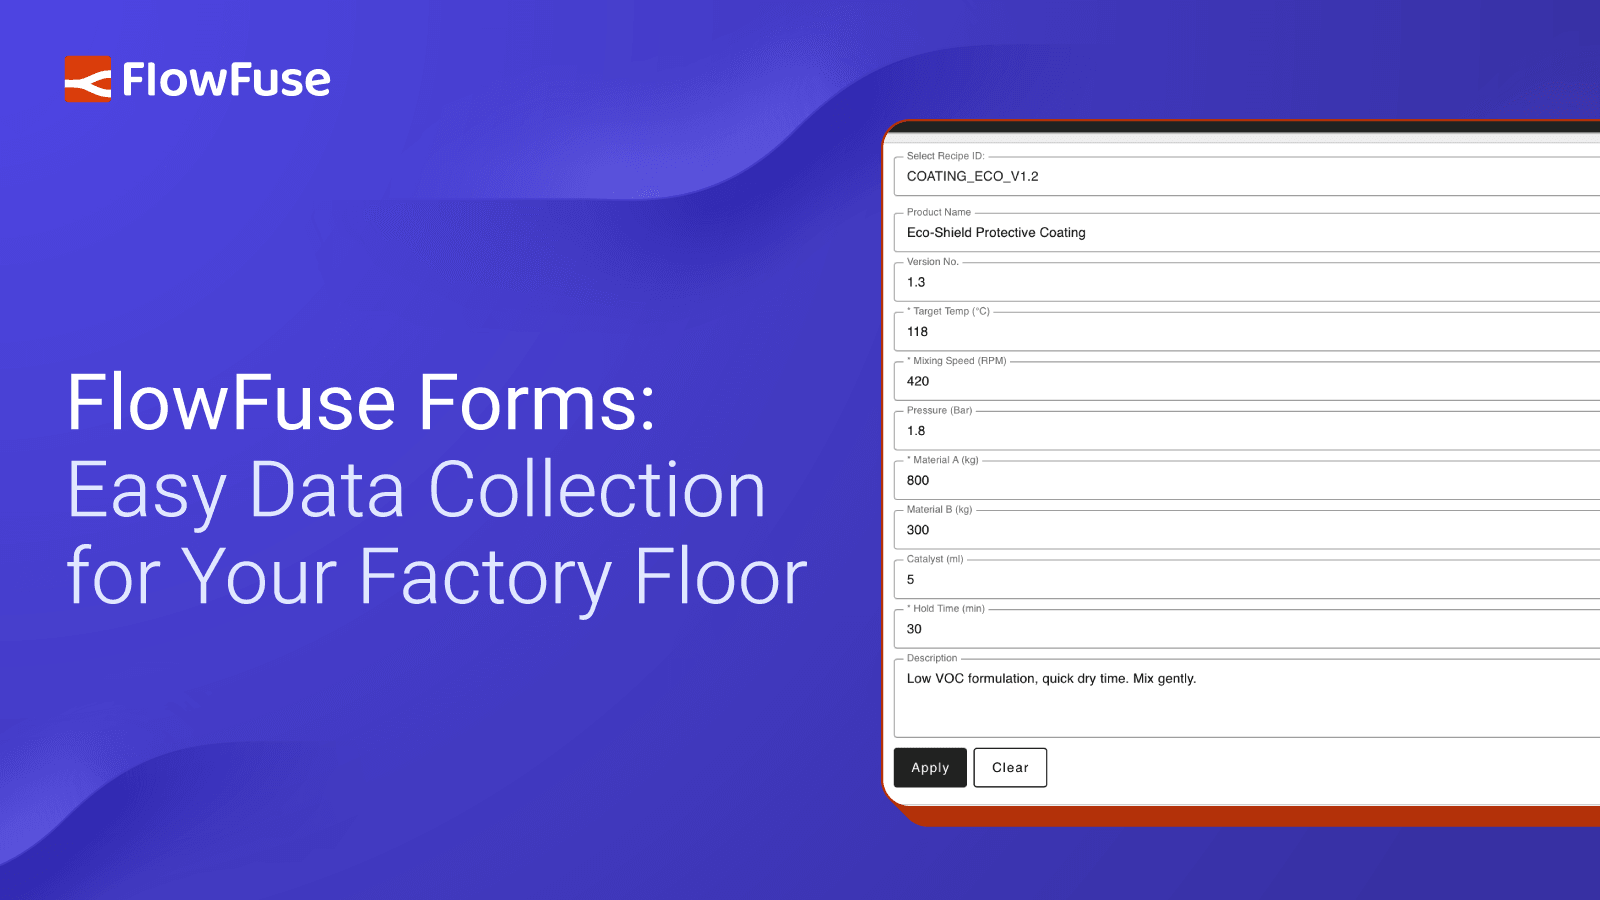 FlowFuse
FlowFuse Forms:
Easy Data Collection
for Your Factory Floor
Select Recipe ID:
COATING_ECO_V1.2
Product Name
Eco-Shield Protective Coating
Version No.
1.3
* Target Temp (°C)
118
* Mixing Speed (RPM)
420
Pressure (Bar)
1.8
* Material A (kg)
800
Material B (kg)
300
Catalyst (ml)
5
* Hold Time (min)
30
Description
Low VOC formulation, quick dry time. Mix gently.
Apply Clear